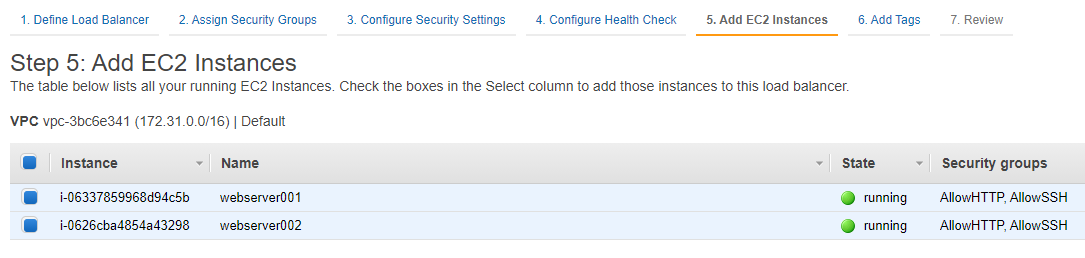 1. Define Load Balancer 2. Assign Security Groups 3. Configure Security Settings 4. Configure Health Check 5. Add EC2 Instances 6. Add Tags 7. Review
Step 5: Add EC2 Instances
The table below lists all your running EC2 Instances. Check the boxes in the Select column to add those instances to this load balancer.
VPC vpc-3bc6e341 (172.31.0.0/16) | Default
Instance Name State Security groups
i-06337859968d94c5b webserver001 running AllowHTTP, AllowSSH
i-0626cba4854a43298 webserver002 running AllowHTTP, AllowSSH